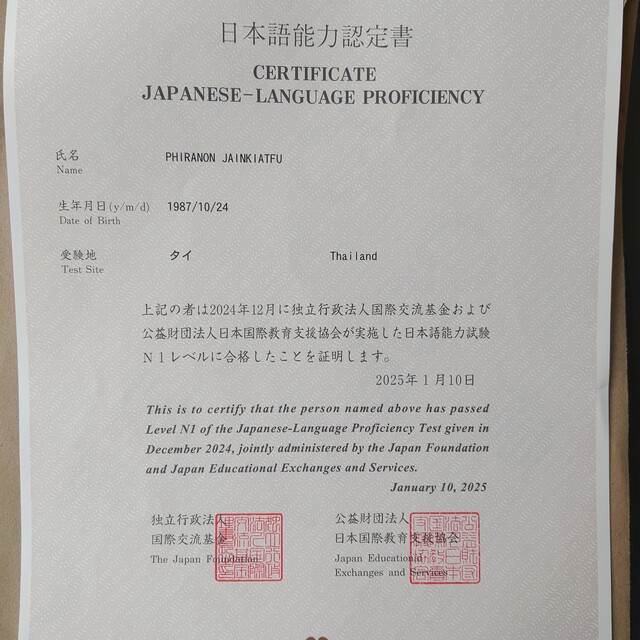 日本語能力認定書
CERTIFICATE
JAPANESE-LANGUAGE PROFICIENCY
氏名 PHIRANON JAINKIATFU
Name
生年月日(y/m/d) 1987/10/24
Date of Birth
受験地 タイ Thailand
Test Site
上記の者は2024年12月に独立行政法人国際交流基金および
公益財団法人日本国際教育支援協会が実施した日本語能力試験
N1レベルに合格したことを証明します。
2025年1月10日
This is to certify that the person named above has passed
Level N1 of the Japanese-Language Proficiency Test given in
December 2024, jointly administered by the Japan Foundation
and Japan Educational Exchanges and Services.
January 10, 2025
独立行政法人
国際交流基金
The Japan Foundation
公益財団法人
日本国際教育支援協会
Japan Educational
Exchanges and Services